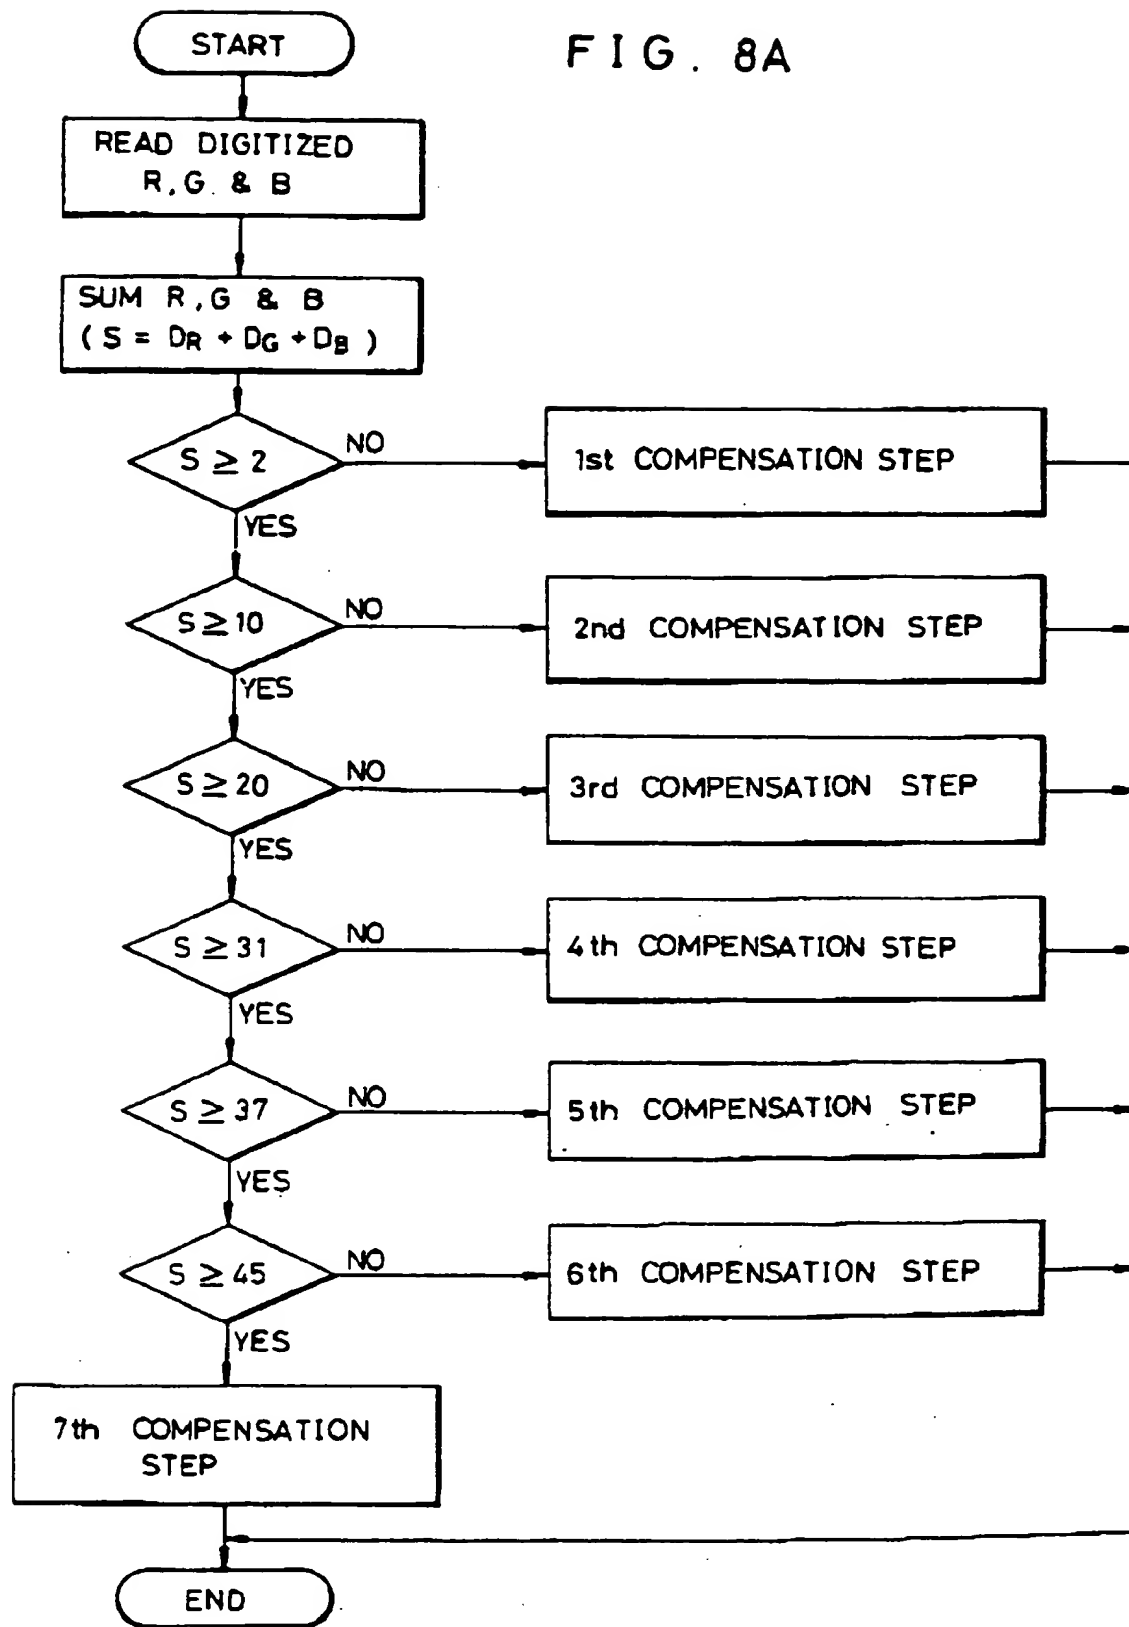 START
FIG. 8A
READ DIGITIZED
R,G & B
SUM R,G & B
(S = DR + DG + DB)
S ≥ 2
NO
1st COMPENSATION STEP
YES
S ≥ 10
NO
2nd COMPENSATION STEP
YES
S ≥ 20
NO
3rd COMPENSATION STEP
YES
S ≥ 31
NO
4th COMPENSATION STEP
YES
S ≥ 37
NO
5th COMPENSATION STEP
YES
S ≥ 45
NO
6th COMPENSATION STEP
YES
7th COMPENSATION
STEP
END